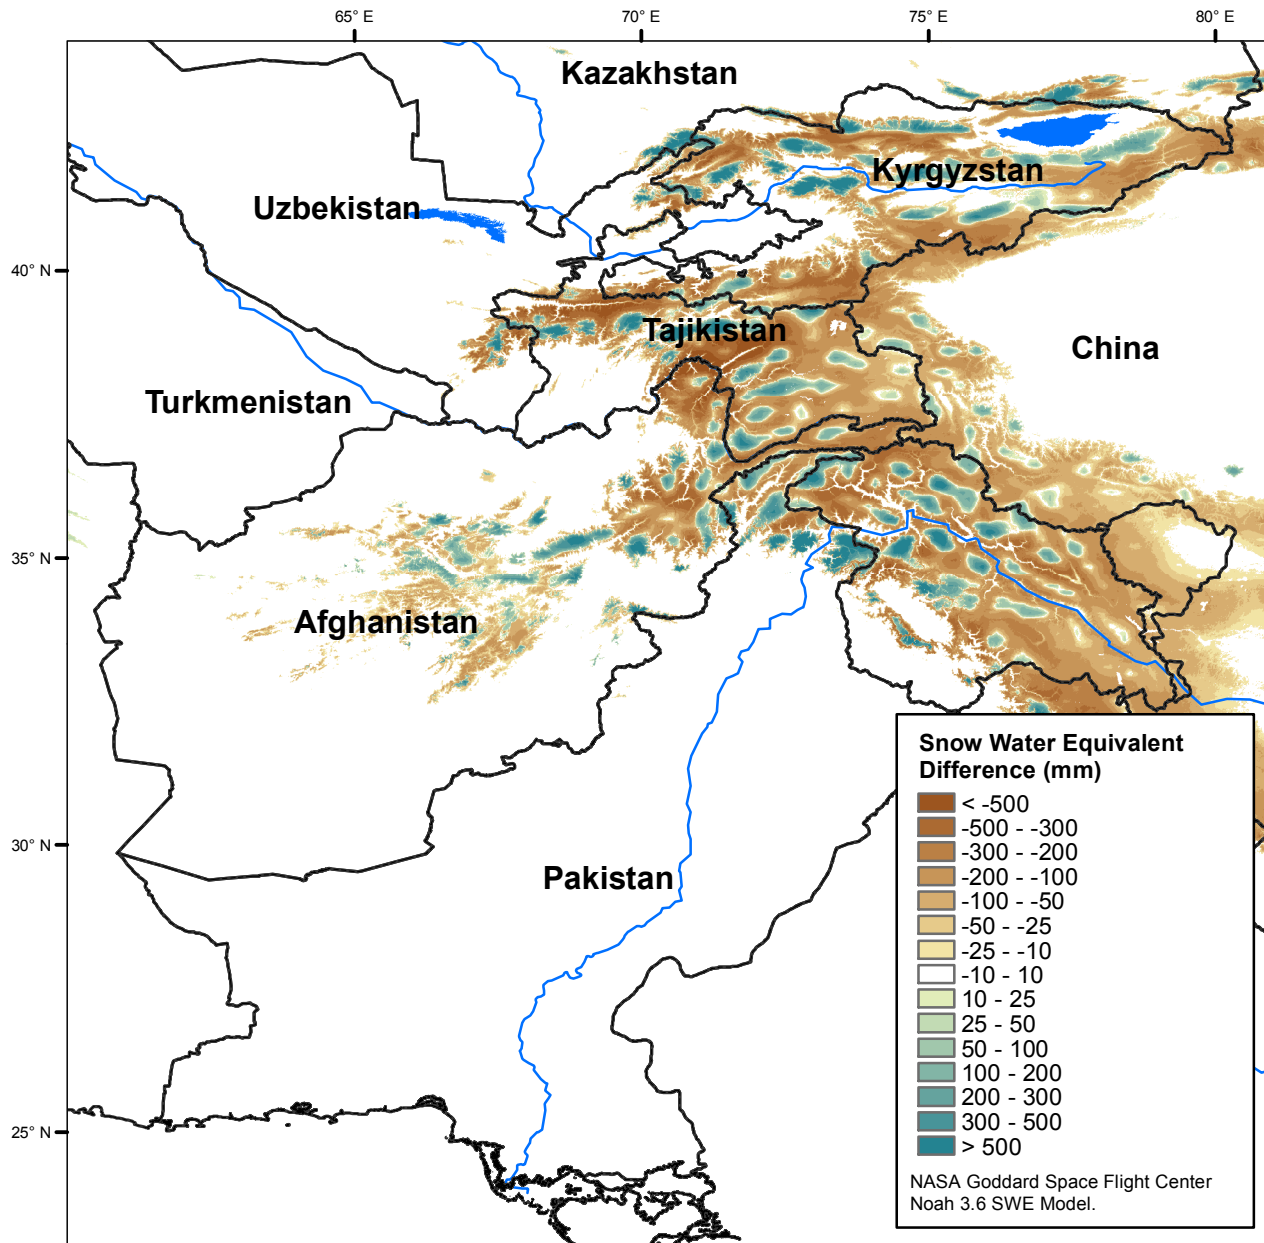 65° E
70° E
75° E
80° E
Kazakhstan
Kyrgyzstan
Uzbekistan
40° N
Tajikistan
China
Turkmenistan
35° N
Afghanistan
Snow Water Equivalent
Difference (mm)
< -500
-500 - -300
-300 - -200
-200 - -100
-100 - -50
-50 - -25
-25 - -10
-10 - 10
10 - 25
25 - 50
50 - 100
100 - 200
200 - 300
300 - 500
> 500
NASA Goddard Space Flight Center
Noah 3.6 SWE Model.
30° N
Pakistan
25° N